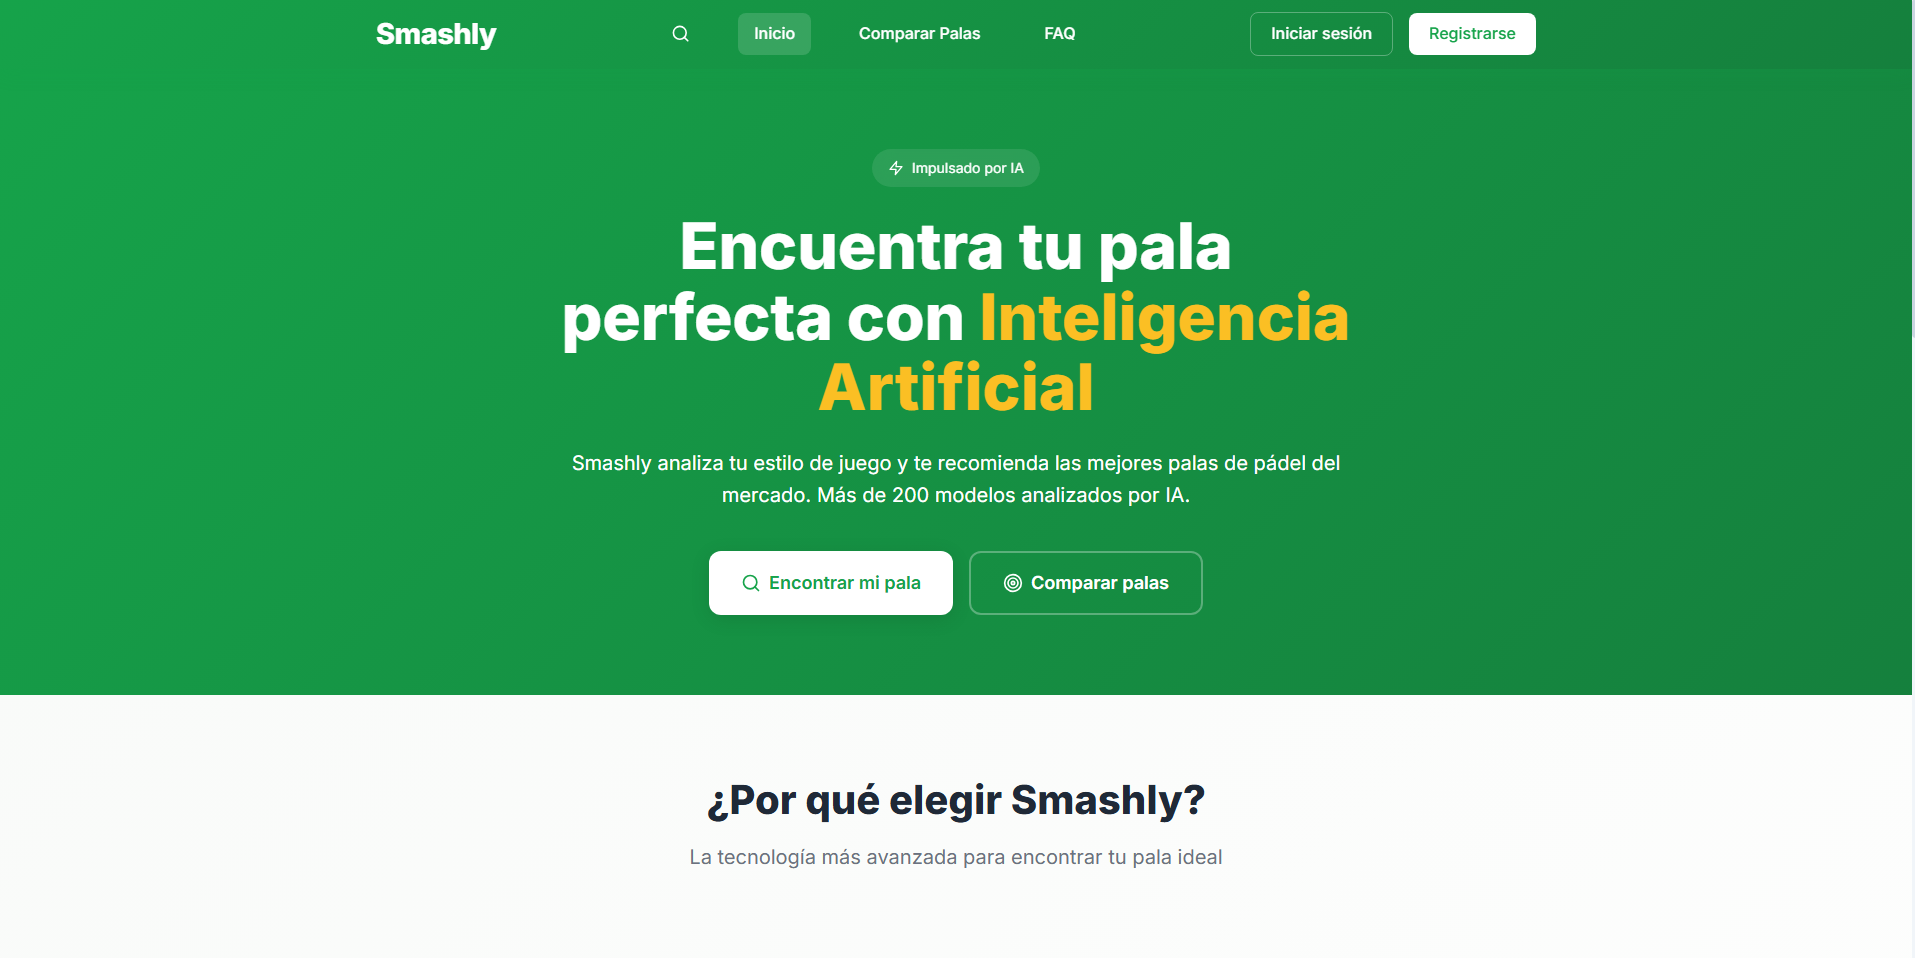 Smashly
Inicio
Comparar Palas
FAQ
Iniciar sesión
Registrarse
Impulsado por IA
Encuentra tu pala
perfecta con Inteligencia
Artificial
Smashly analiza tu estilo de juego y te recomienda las mejores palas de pádel del
mercado. Más de 200 modelos analizados por IA.
Encontrar mi pala
Comparar palas
¿Por qué elegir Smashly?
La tecnología más avanzada para encontrar tu pala ideal